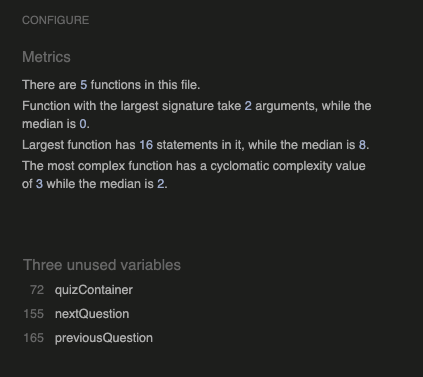 CONFIGURE
Metrics
There are 5 functions in this file.
Function with the largest signature take 2 arguments, while the
median is 0.
Largest function has 16 statements in it, while the median is 8.
The most complex function has a cyclomatic complexity value
of 3 while the median is 2.
Three unused variables
72 quizContainer
155 nextQuestion
165 previousQuestion